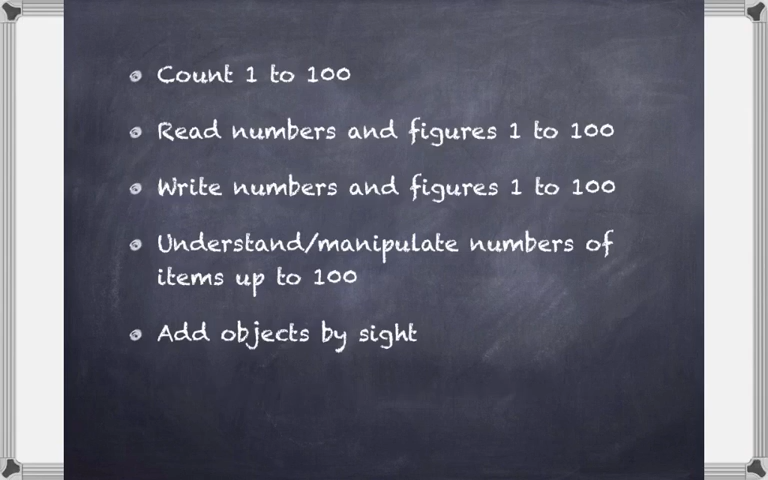 Count 1 to 100
Read numbers and figures 1 to 100
Write numbers and figures 1 to 100
Understand/manipulate numbers of
items up to 100
Add objects by sight